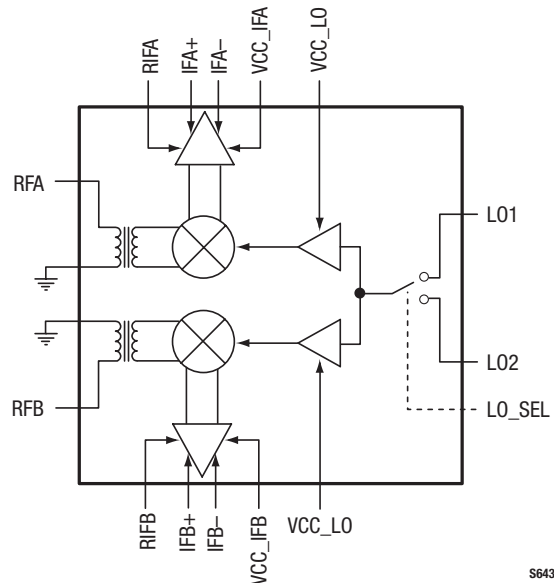 RIFA
IFA+
IFA–
VCC_IFA
VCC_LO
RFA
LO1
LO2
RFB
LO_SEL
RIFB
IFB+
IFB–
VCC_IFB
VCC_LO
S643